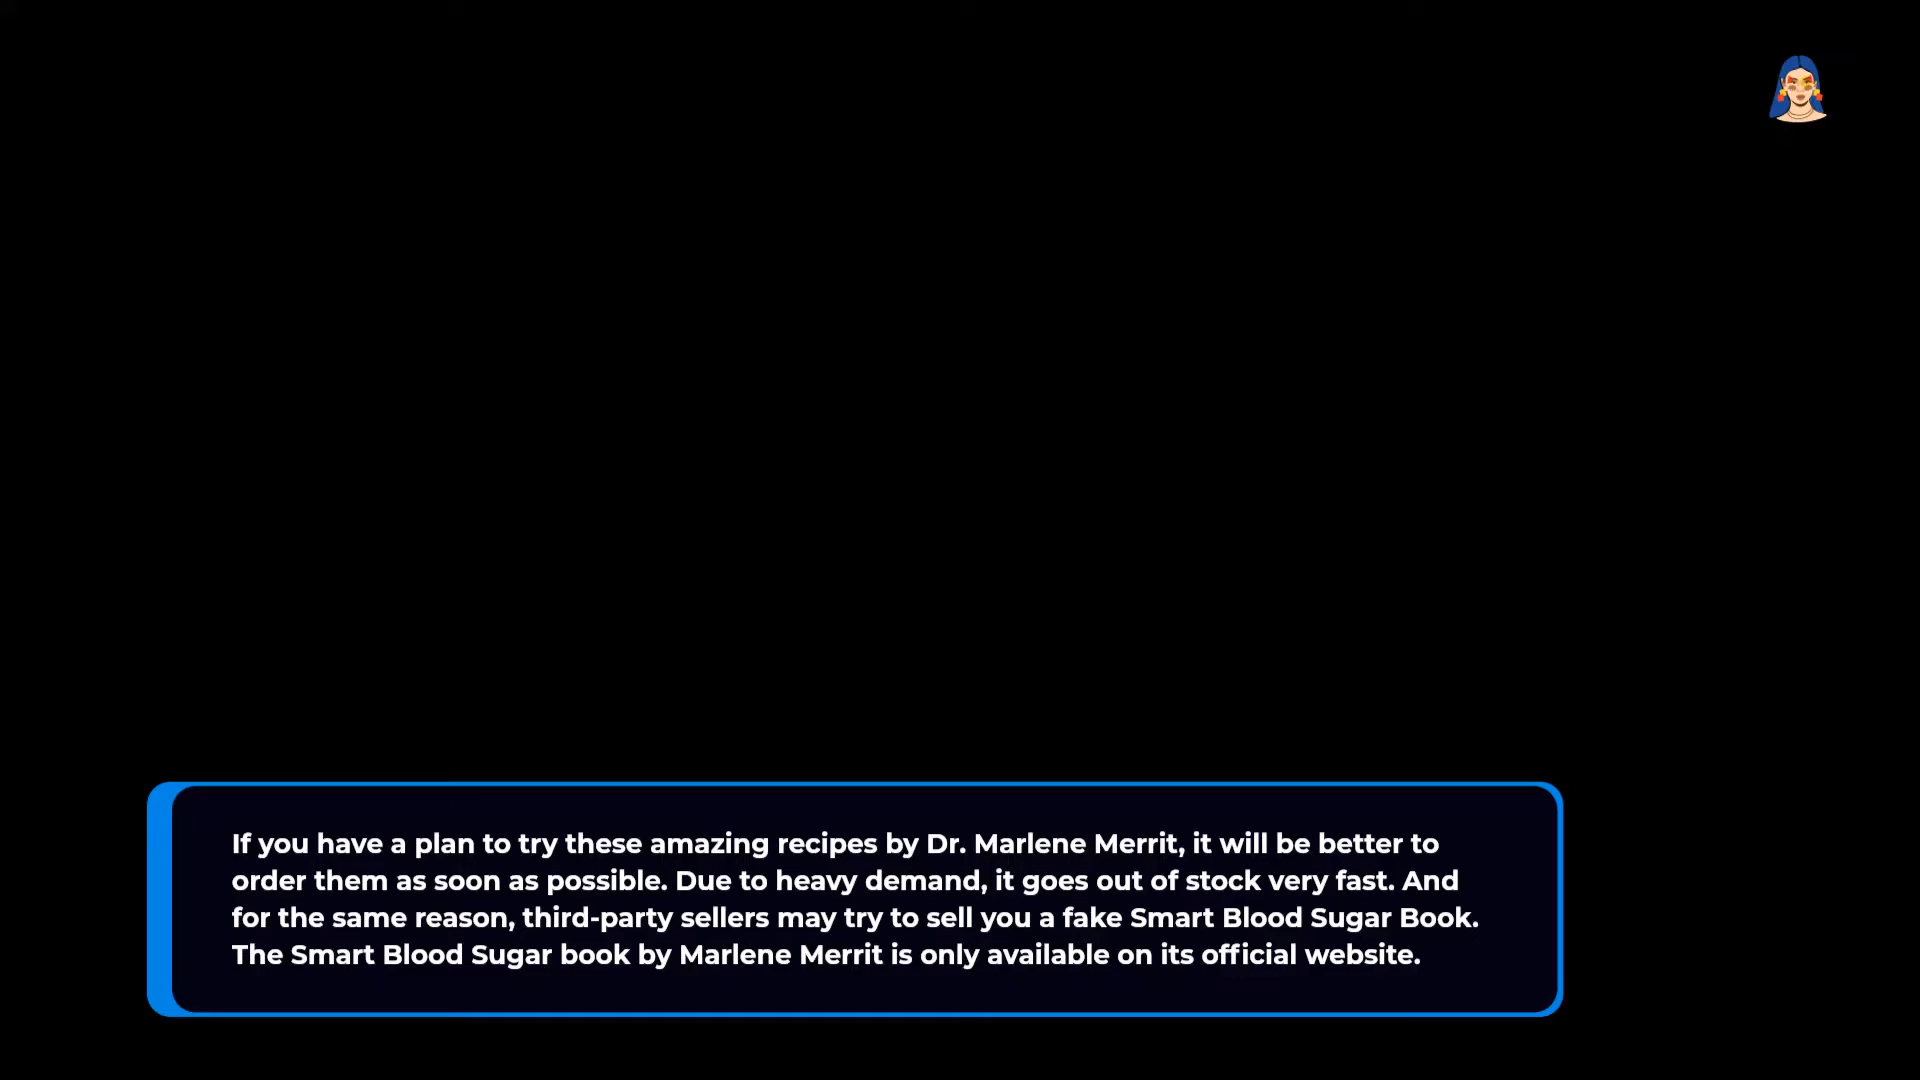 If you have a plan to try these amazing recipes by Dr. Marlene Merrit, it will be better to
order them as soon as possible. Due to heavy demand, it goes out of stock very fast. And
for the same reason, third-party sellers may try to sell you a fake Smart Blood Sugar Book.
The Smart Blood Sugar book by Marlene Merrit is only available on its official website.